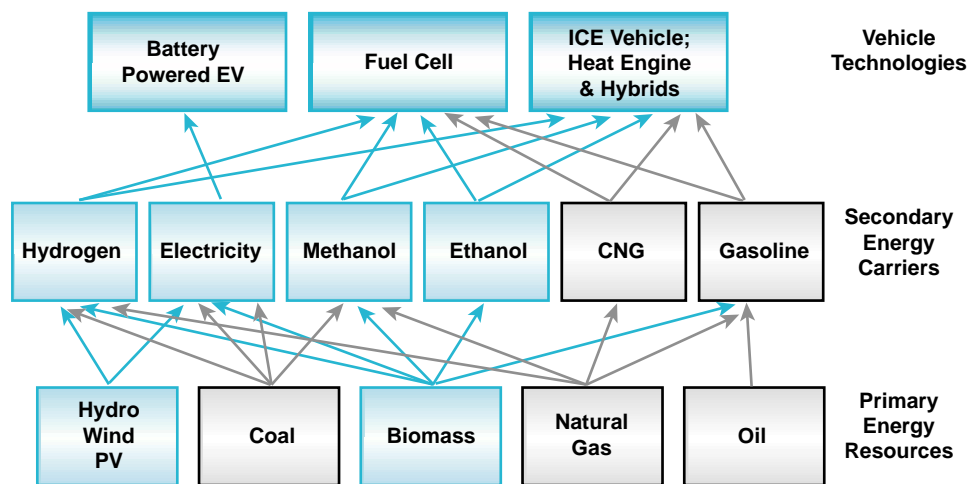 Battery
Powered EV
Fuel Cell
ICE Vehicle;
Heat Engine
& Hybrids
Vehicle
Technologies
Hydrogen
Electricity
Methanol
Ethanol
CNG
Gasoline
Secondary
Energy
Carriers
Hydro
Wind
PV
Coal
Biomass
Natural
Gas
Oil
Primary
Energy
Resources